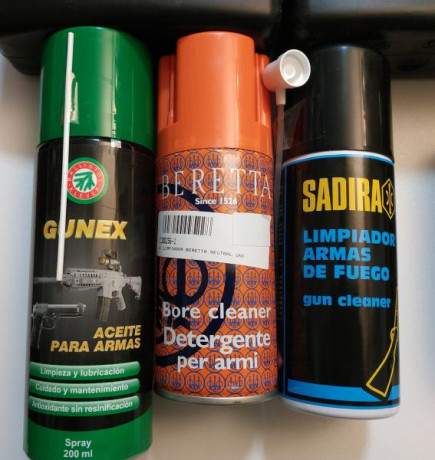 GUNEX
ACEITE
PARA ARMAS
Limpieza y lubricación
Cuidado y mantenimiento
Antioxidante sin resinificación
Spray
200 ml
BERETTA
Since 1526
Bore cleaner
Detergente
per armi
SADIRA
LIMPIADOR
ARMAS
DE FUEGO
gun cleaner